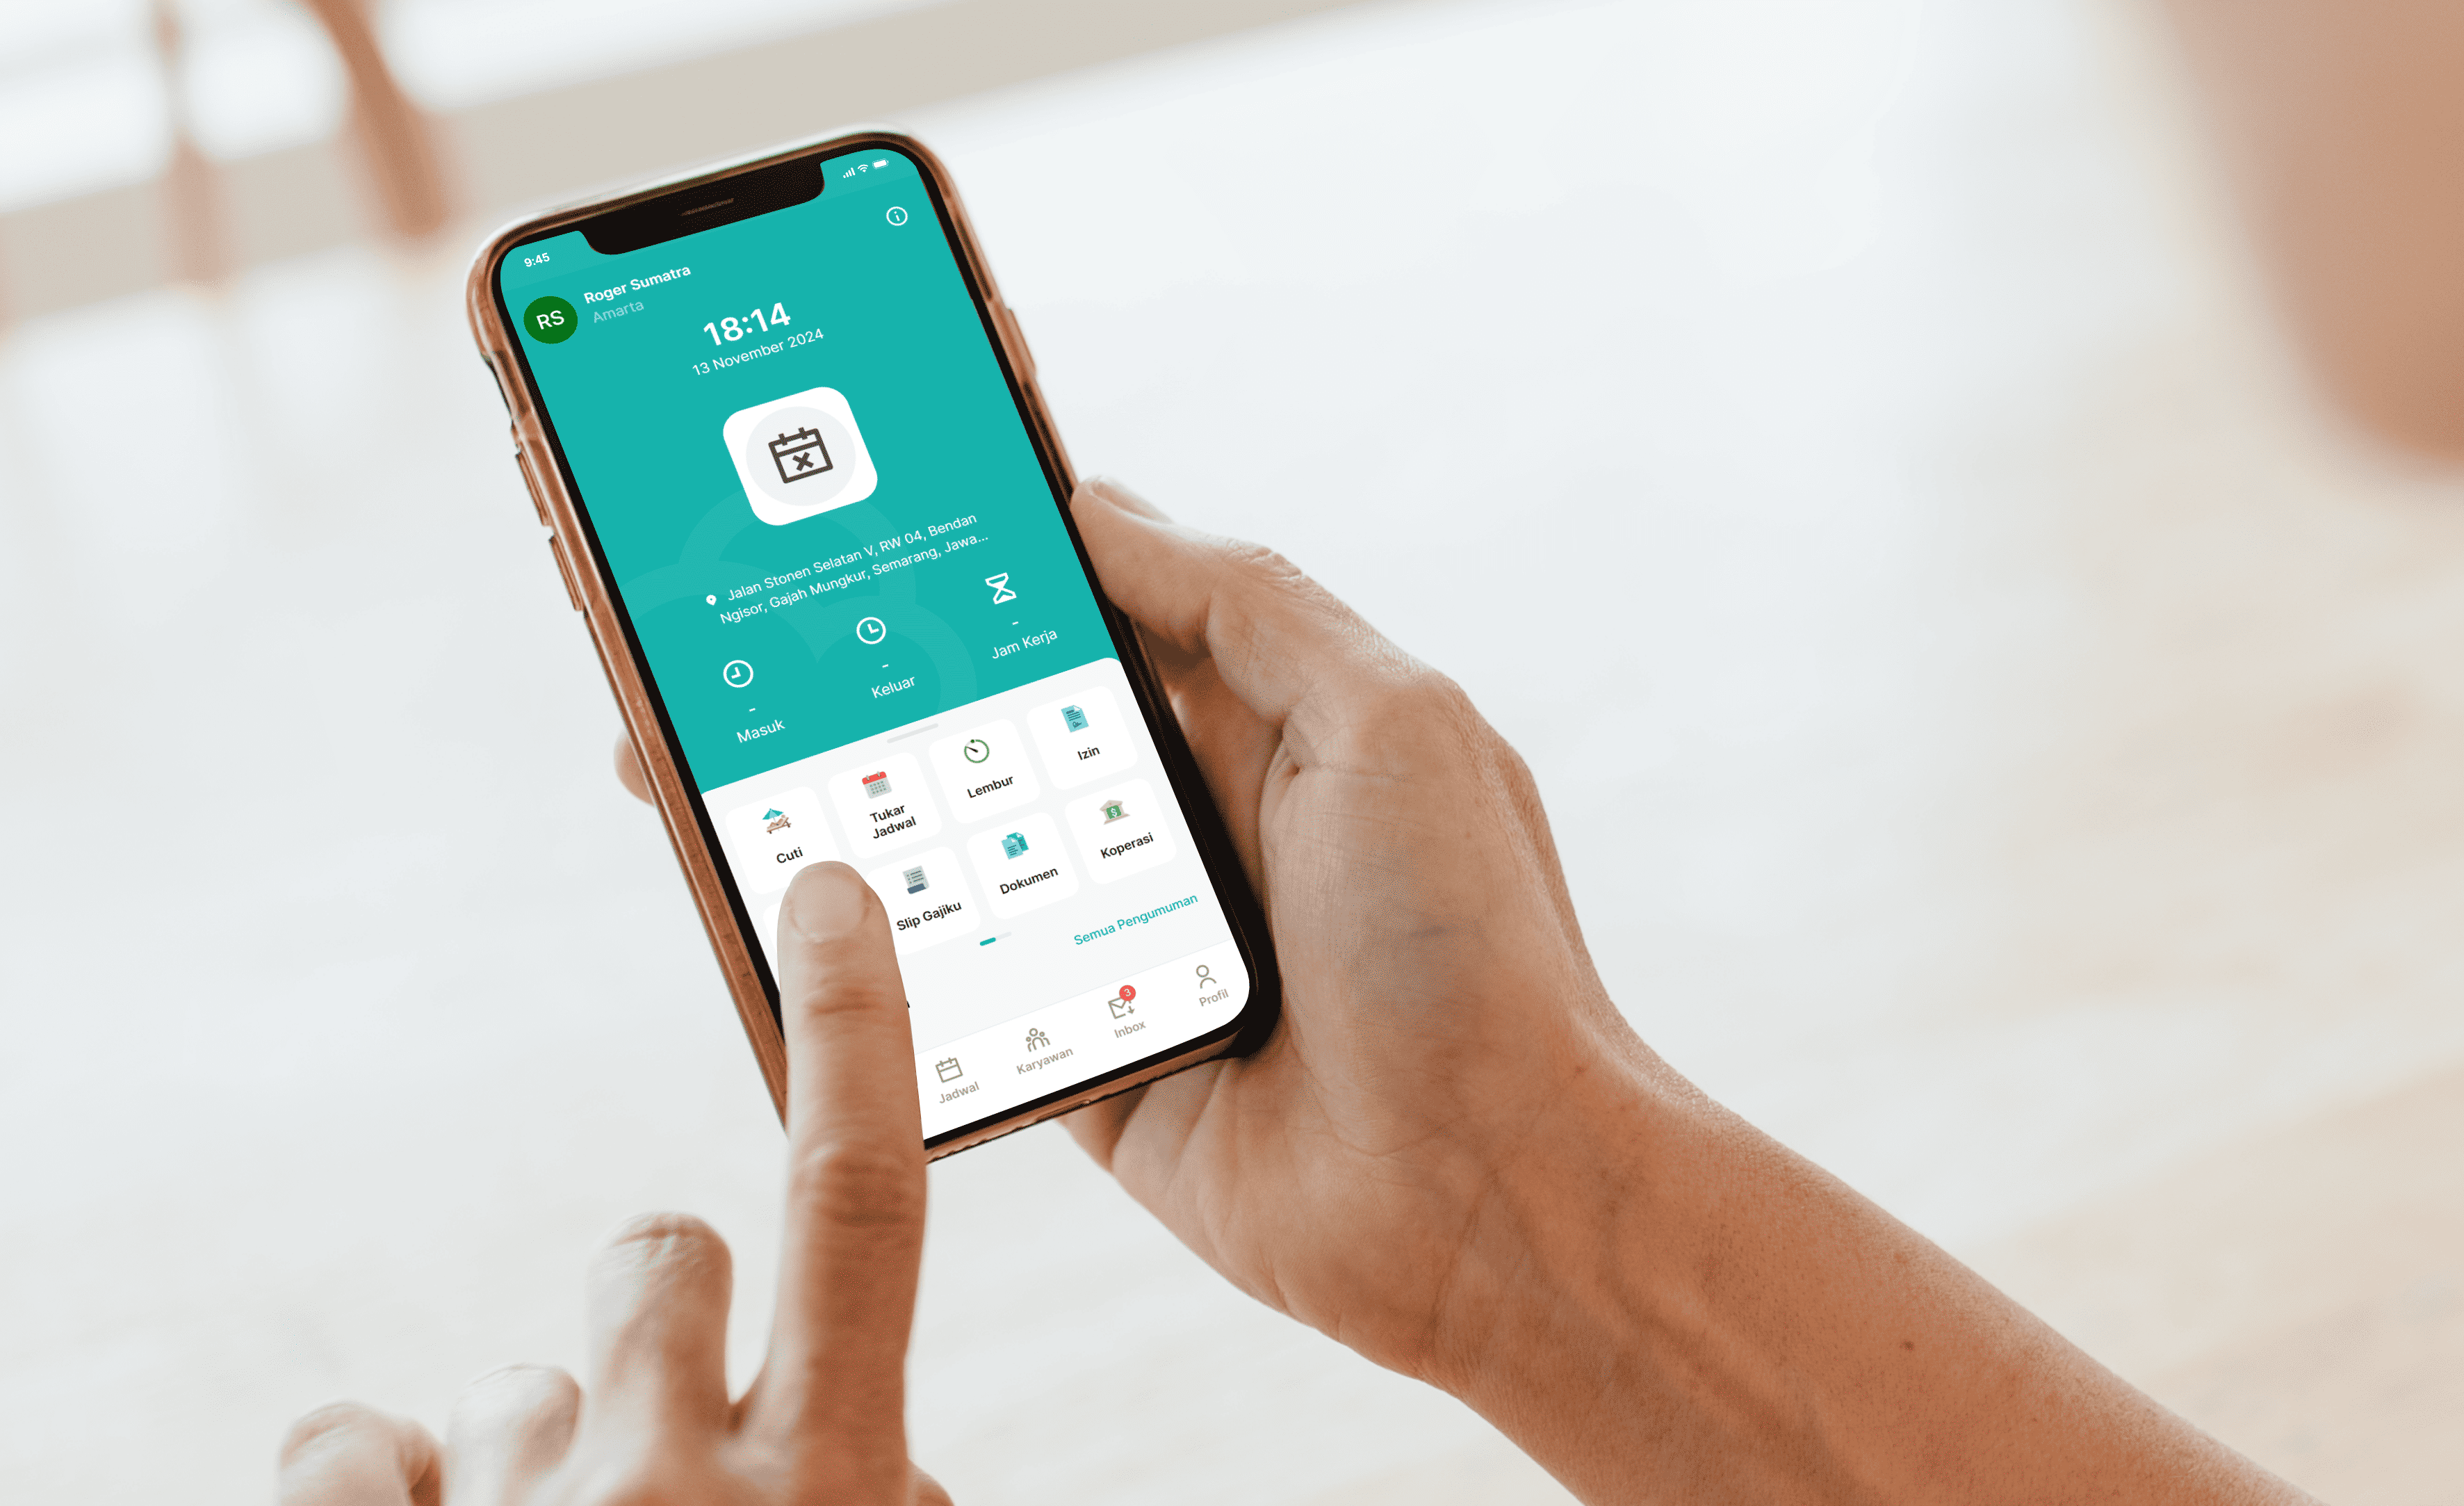 9:45
RS
Roger Sumatra
Amarta
18:14
13 November 2024
Jalan Stonen Selatan V, RW 04, Bendan
Ngisor, Gajah Mungkur, Semarang, Jawa...
-
Masuk
-
Keluar
-
Jam Kerja
Cuti
Tukar
Jadwal
Lembur
Izin
Slip Gajiku
Dokumen
Koperasi
Semua Pengumuman
Jadwal
Karyawan
3
Inbox
Profil